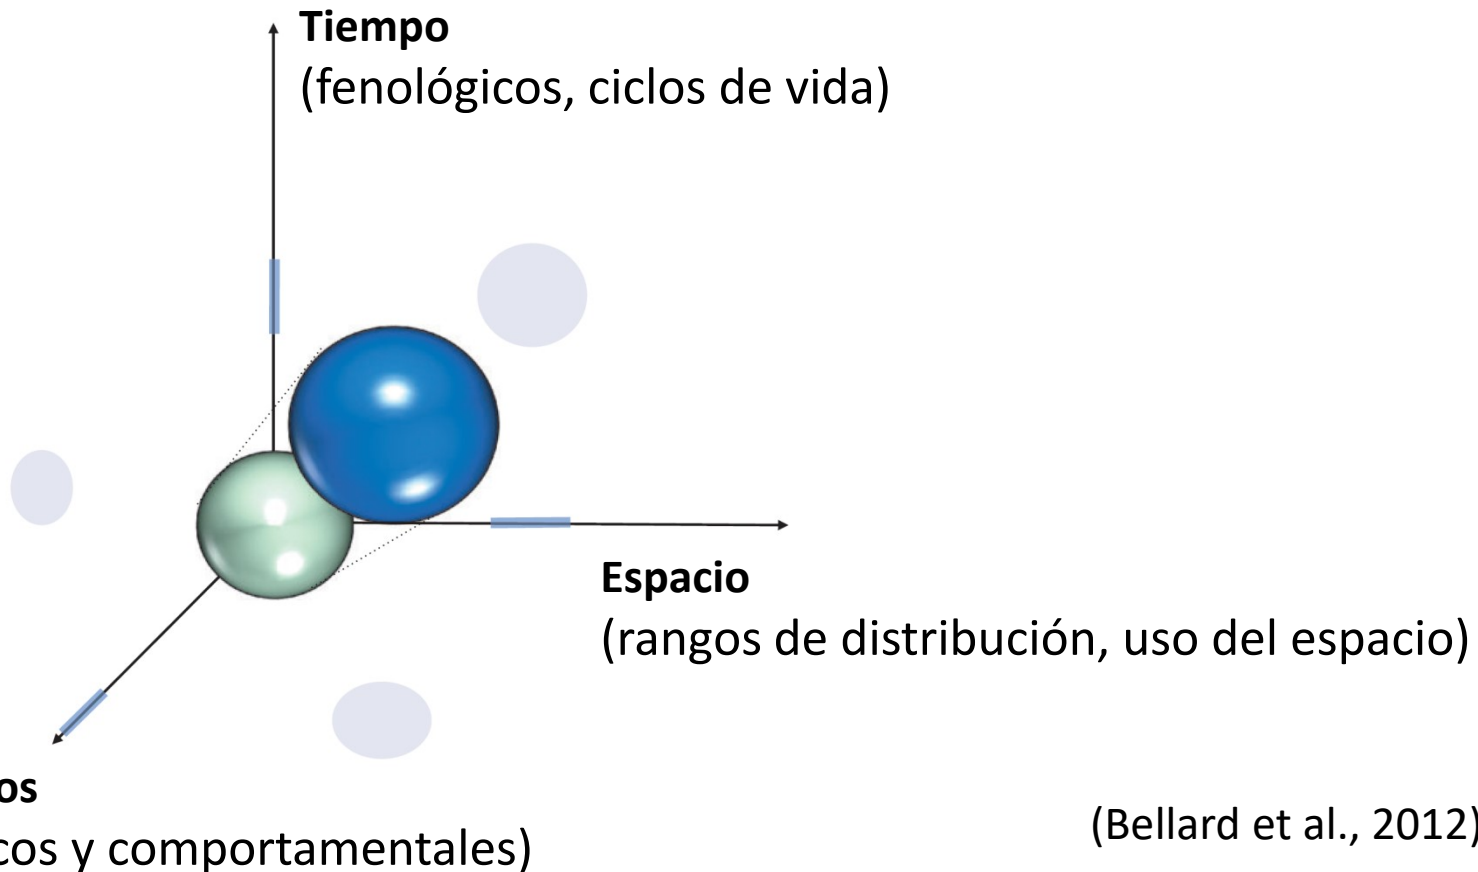 Tiempo
(fenológicos, ciclos de vida)
Espacio
(rangos de distribución, uso del espacio)
os
cos y comportamentales)
(Bellard et al., 2012)